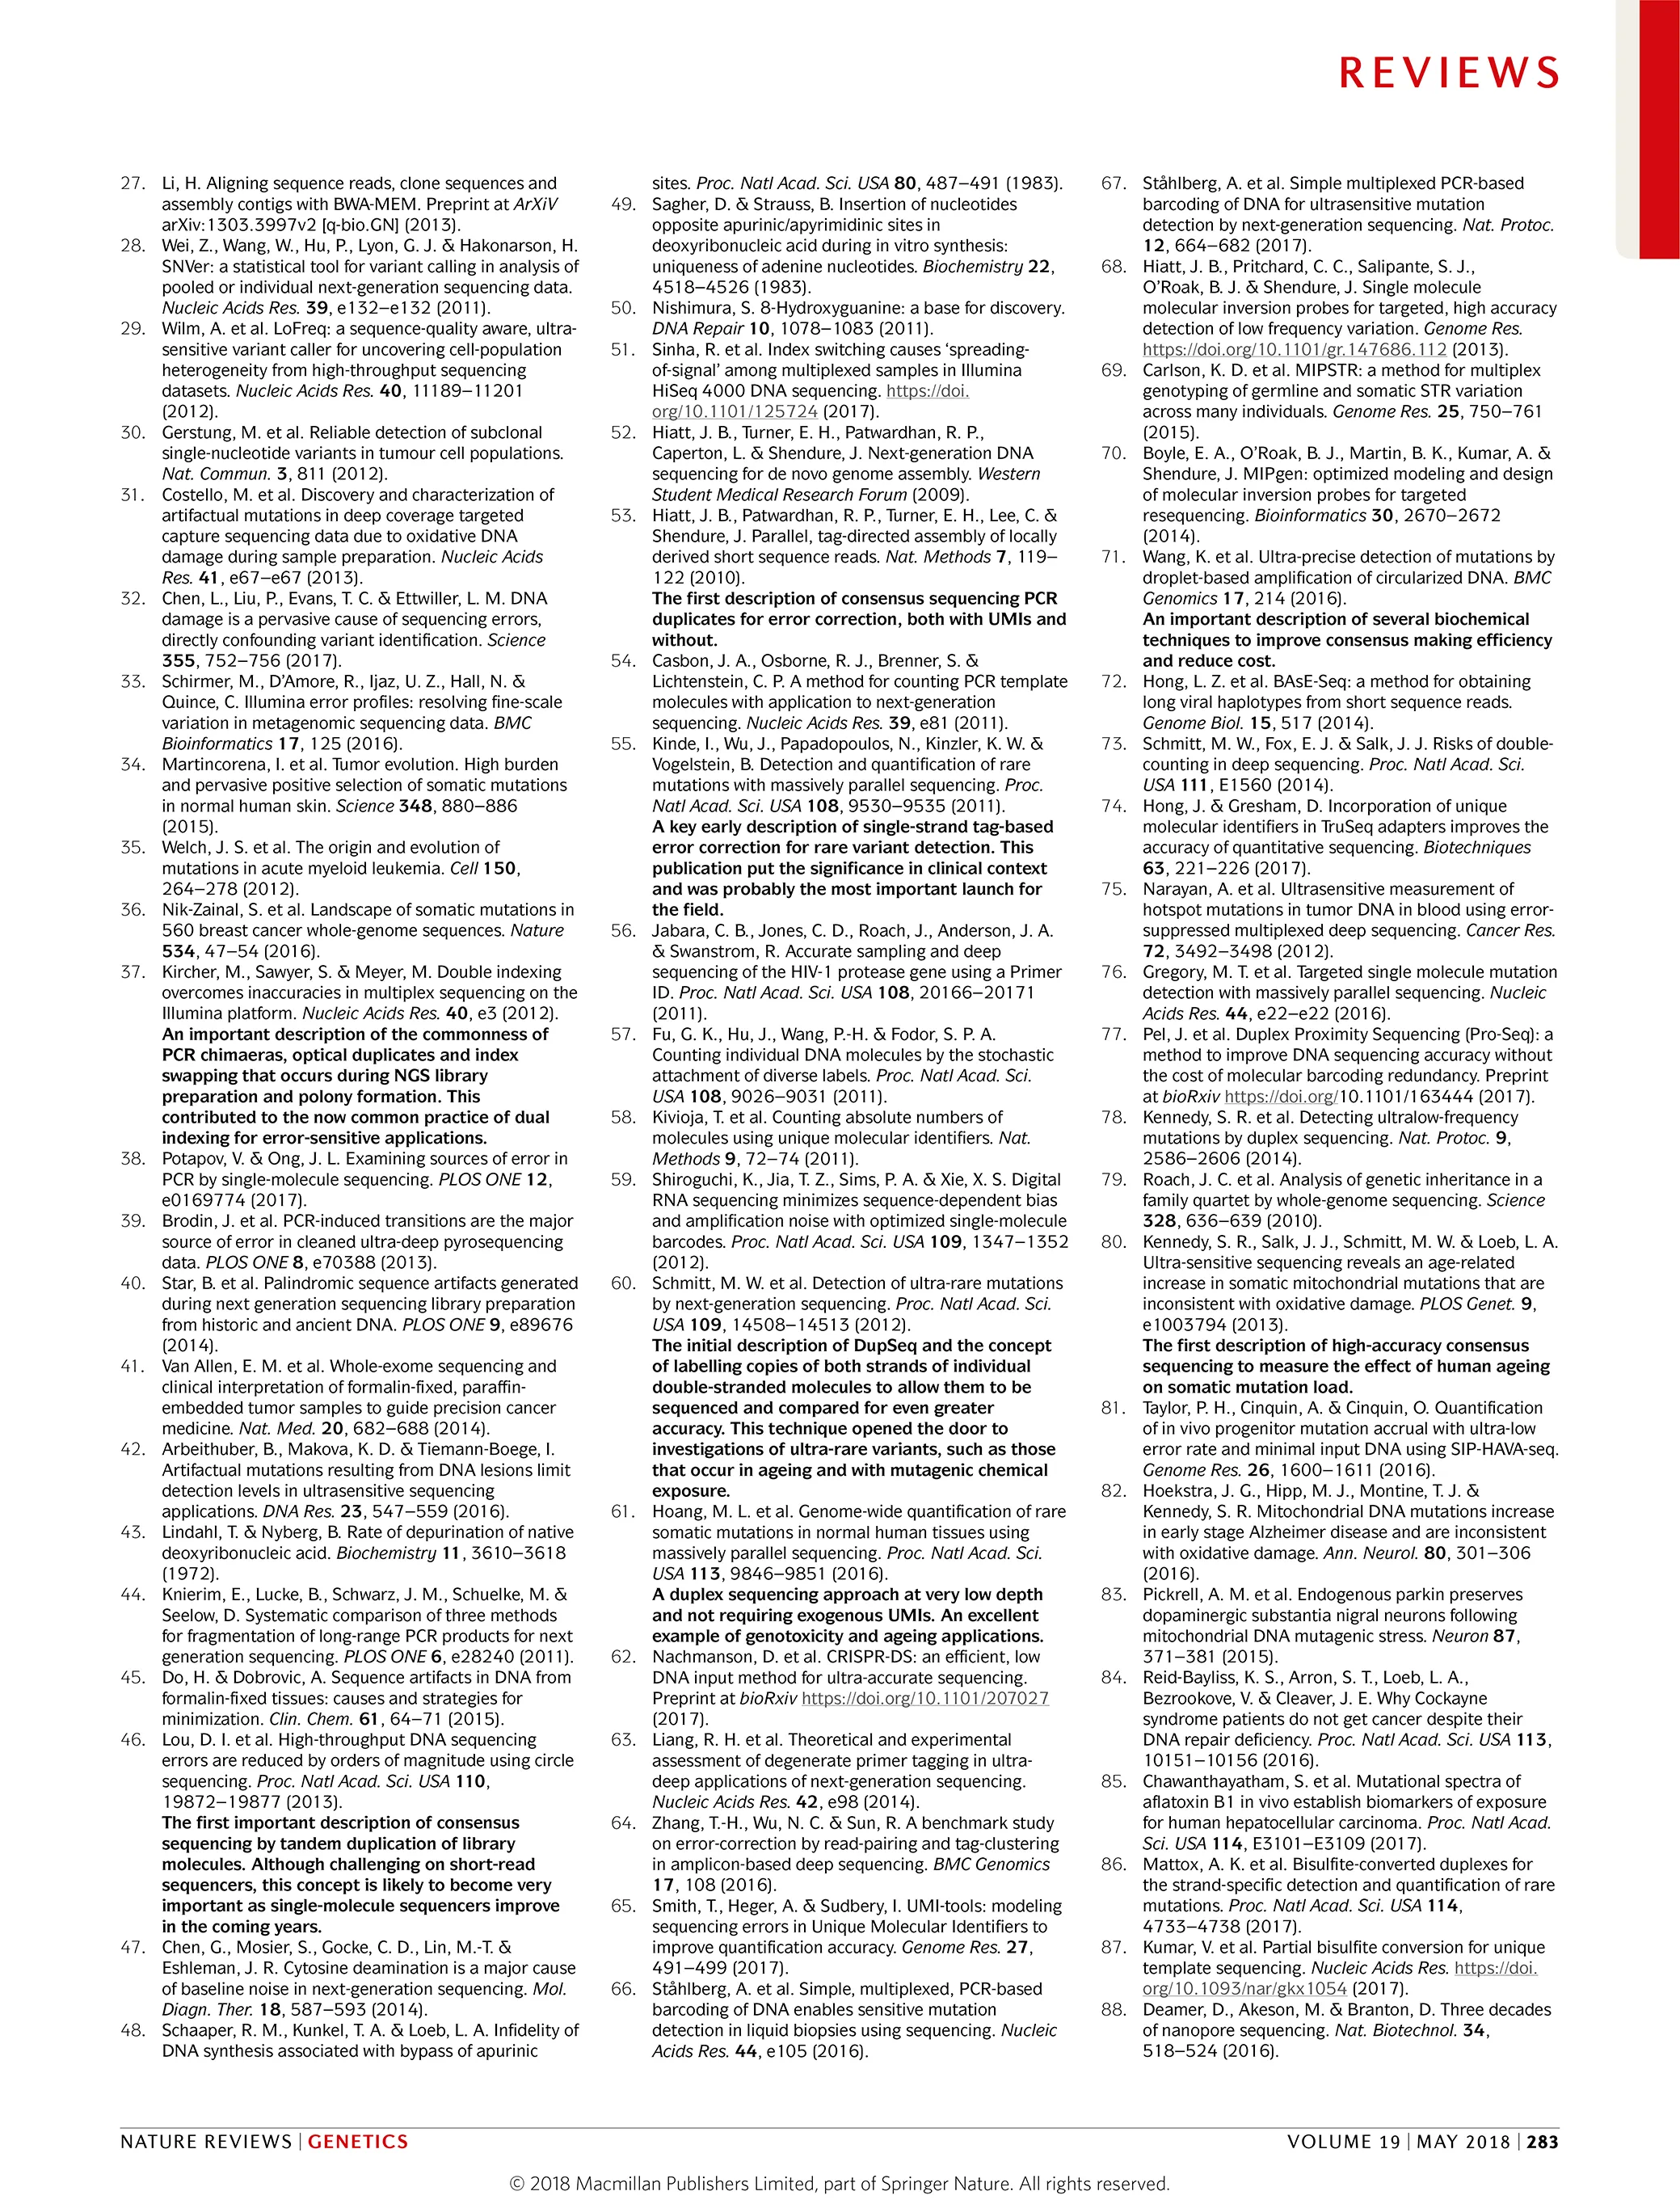 REVIEWS
27. Li, H. Aligning sequence reads, clone sequences and
assembly contigs with BWA-MEM. Preprint at ArXiV
arXiv:1303.3997v2 [q-bio.GN] (2013).
28. Wei, Z., Wang, W., Hu, P., Lyon, G. J. & Hakonarson, H.
SNVer: a statistical tool for variant calling in analysis of
pooled or individual next-generation sequencing data.
Nucleic Acids Res. 39, e132–e132 (2011).
29. Wilm, A. et al. LoFreq: a sequence-quality aware, ultra-
sensitive variant caller for uncovering cell-population
heterogeneity from high-throughput sequencing
datasets. Nucleic Acids Res. 40, 11189–11201
(2012).
30. Gerstung, M. et al. Reliable detection of subclonal
single-nucleotide variants in tumour cell populations.
Nat. Commun. 3, 811 (2012).
31. Costello, M. et al. Discovery and characterization of
artifactual mutations in deep coverage targeted
capture sequencing data due to oxidative DNA
damage during sample preparation. Nucleic Acids
Res. 41, e67–e67 (2013).
32. Chen, L., Liu, P., Evans, T. C. & Ettwiller, L. M. DNA
damage is a pervasive cause of sequencing errors,
directly confounding variant identification. Science
355, 752–756 (2017).
33. Schirmer, M., D'Amore, R., Ijaz, U. Z., Hall, N. &
Quince, C. Illumina error profiles: resolving fine-scale
variation in metagenomic sequencing data. BMC
Bioinformatics 17, 125 (2016).
34. Martincorena, I. et al. Tumor evolution. High burden
and pervasive positive selection of somatic mutations
in normal human skin. Science 348, 880–886
(2015).
35. Welch, J. S. et al. The origin and evolution of
mutations in acute myeloid leukemia. Cell 150,
264–278 (2012).
36. Nik-Zainal, S. et al. Landscape of somatic mutations in
560 breast cancer whole-genome sequences. Nature
534, 47–54 (2016).
37. Kircher, M., Sawyer, S. & Meyer, M. Double indexing
overcomes inaccuracies in multiplex sequencing on the
Illumina platform. Nucleic Acids Res. 40, e3 (2012).
An important description of the commonness of
PCR chimaeras, optical duplicates and index
swapping that occurs during NGS library
preparation and polony formation. This
contributed to the now common practice of dual
indexing for error-sensitive applications.
38. Potapov, V. & Ong, J. L. Examining sources of error in
PCR by single-molecule sequencing. PLOS ONE 12,
e0169774 (2017).
39. Brodin, J. et al. PCR-induced transitions are the major
source of error in cleaned ultra-deep pyrosequencing
data. PLOS ONE 8, e70388 (2013).
40. Star, B. et al. Palindromic sequence artifacts generated
during next generation sequencing library preparation
from historic and ancient DNA. PLOS ONE 9, e89676
(2014).
41. Van Allen, E. M. et al. Whole-exome sequencing and
clinical interpretation of formalin-fixed, paraffin-
embedded tumor samples to guide precision cancer
medicine. Nat. Med. 20, 682–688 (2014).
42. Arbeithuber, B., Makova, K. D. & Tiemann-Boege, I.
Artifactual mutations resulting from DNA lesions limit
detection levels in ultrasensitive sequencing
applications. DNA Res. 23, 547–559 (2016).
43. Lindahl, T. & Nyberg, B. Rate of depurination of native
deoxyribonucleic acid. Biochemistry 11, 3610–3618
(1972).
44. Knierim, E., Lucke, B., Schwarz, J. M., Schuelke, M. &
Seelow, D. Systematic comparison of three methods
for fragmentation of long-range PCR products for next
generation sequencing. PLOS ONE 6, e28240 (2011).
45. Do, H. & Dobrovic, A. Sequence artifacts in DNA from
formalin-fixed tissues: causes and strategies for
minimization. Clin. Chem. 61, 64–71 (2015).
46. Lou, D. I. et al. High-throughput DNA sequencing
errors are reduced by orders of magnitude using circle
sequencing. Proc. Natl Acad. Sci. USA 110,
19872–19877 (2013).
The first important description of consensus
sequencing by tandem duplication of library
molecules. Although challenging on short-read
sequencers, this concept is likely to become very
important as single-molecule sequencers improve
in the coming years.
47. Chen, G., Mosier, S., Gocke, C. D., Lin, M.-T. &
Eshleman, J. R. Cytosine deamination is a major cause
of baseline noise in next-generation sequencing. Mol.
Diagn. Ther. 18, 587–593 (2014).
48. Schaaper, R. M., Kunkel, T. A. & Loeb, L. A. Infidelity of
DNA synthesis associated with bypass of apurinic
sites. Proc. Natl Acad. Sci. USA 80, 487–491 (1983).
49. Sagher, D. & Strauss, B. Insertion of nucleotides
opposite apurinic/apyrimidinic sites in
deoxyribonucleic acid during in vitro synthesis:
uniqueness of adenine nucleotides. Biochemistry 22,
4518–4526 (1983).
50. Nishimura, S. 8-Hydroxyguanine: a base for discovery.
DNA Repair 10, 1078–1083 (2011).
51. Sinha, R. et al. Index switching causes 'spreading-
of-signal' among multiplexed samples in Illumina
HiSeq 4000 DNA sequencing. https://doi.
org/10.1101/125724 (2017).
52. Hiatt, J. B., Turner, E. H., Patwardhan, R. P.,
Caperton, L. & Shendure, J. Next-generation DNA
sequencing for de novo genome assembly. Western
Student Medical Research Forum (2009).
53. Hiatt, J. B., Patwardhan, R. P., Turner, E. H., Lee, C. &
Shendure, J. Parallel, tag-directed assembly of locally
derived short sequence reads. Nat. Methods 7, 119–
122 (2010).
The first description of consensus sequencing PCR
duplicates for error correction, both with UMIs and
without.
54. Casbon, J. A., Osborne, R. J., Brenner, S. &
Lichtenstein, C. P. A method for counting PCR template
molecules with application to next-generation
sequencing. Nucleic Acids Res. 39, e81 (2011).
55. Kinde, I., Wu, J., Papadopoulos, N., Kinzler, K. W. &
Vogelstein, B. Detection and quantification of rare
mutations with massively parallel sequencing. Proc.
Natl Acad. Sci. USA 108, 9530–9535 (2011).
A key early description of single-strand tag-based
error correction for rare variant detection. This
publication put the significance in clinical context
and was probably the most important launch for
the field.
56. Jabara, C. B., Jones, C. D., Roach, J., Anderson, J. A.
& Swanstrom, R. Accurate sampling and deep
sequencing of the HIV-1 protease gene using a Primer
ID. Proc. Natl Acad. Sci. USA 108, 20166–20171
(2011).
57. Fu, G. K., Hu, J., Wang, P.-H. & Fodor, S. P. A.
Counting individual DNA molecules by the stochastic
attachment of diverse labels. Proc. Natl Acad. Sci.
USA 108, 9026–9031 (2011).
58. Kivioja, T. et al. Counting absolute numbers of
molecules using unique molecular identifiers. Nat.
Methods 9, 72–74 (2011).
59. Shiroguchi, K., Jia, T. Z., Sims, P. A. & Xie, X. S. Digital
RNA sequencing minimizes sequence-dependent bias
and amplification noise with optimized single-molecule
barcodes. Proc. Natl Acad. Sci. USA 109, 1347–1352
(2012).
60. Schmitt, M. W. et al. Detection of ultra-rare mutations
by next-generation sequencing. Proc. Natl Acad. Sci.
USA 109, 14508–14513 (2012).
The initial description of DupSeq and the concept
of labelling copies of both strands of individual
double-stranded molecules to allow them to be
sequenced and compared for even greater
accuracy. This technique opened the door to
investigations of ultra-rare variants, such as those
that occur in ageing and with mutagenic chemical
exposure.
61. Hoang, M. L. et al. Genome-wide quantification of rare
somatic mutations in normal human tissues using
massively parallel sequencing. Proc. Natl Acad. Sci.
USA 113, 9846–9851 (2016).
A duplex sequencing approach at very low depth
and not requiring exogenous UMIs. An excellent
example of genotoxicity and ageing applications.
62. Nachmanson, D. et al. CRISPR-DS: an efficient, low
DNA input method for ultra-accurate sequencing.
Preprint at bioRxiv https://doi.org/10.1101/207027
(2017).
63. Liang, R. H. et al. Theoretical and experimental
assessment of degenerate primer tagging in ultra-
deep applications of next-generation sequencing.
Nucleic Acids Res. 42, e98 (2014).
64. Zhang, T.-H., Wu, N. C. & Sun, R. A benchmark study
on error-correction by read-pairing and tag-clustering
in amplicon-based deep sequencing. BMC Genomics
17, 108 (2016).
65. Smith, T., Heger, A. & Sudbery, I. UMI-tools: modeling
sequencing errors in Unique Molecular Identifiers to
improve quantification accuracy. Genome Res. 27,
491–499 (2017).
66. Ståhlberg, A. et al. Simple, multiplexed, PCR-based
barcoding of DNA enables sensitive mutation
detection in liquid biopsies using sequencing. Nucleic
Acids Res. 44, e105 (2016).
67. Ståhlberg, A. et al. Simple multiplexed PCR-based
barcoding of DNA for ultrasensitive mutation
detection by next-generation sequencing. Nat. Protoc.
12, 664–682 (2017).
68. Hiatt, J. B., Pritchard, C. C., Salipante, S. J.,
O'Roak, B. J. & Shendure, J. Single molecule
molecular inversion probes for targeted, high accuracy
detection of low frequency variation. Genome Res.
https://doi.org/10.1101/gr.147686.112 (2013).
69. Carlson, K. D. et al. MIPSTR: a method for multiplex
genotyping of germline and somatic STR variation
across many individuals. Genome Res. 25, 750–761
(2015).
70. Boyle, E. A., O'Roak, B. J., Martin, B. K., Kumar, A. &
Shendure, J. MIPgen: optimized modeling and design
of molecular inversion probes for targeted
resequencing. Bioinformatics 30, 2670–2672
(2014).
71. Wang, K. et al. Ultra-precise detection of mutations by
droplet-based amplification of circularized DNA. BMC
Genomics 17, 214 (2016).
An important description of several biochemical
techniques to improve consensus making efficiency
and reduce cost.
72. Hong, L. Z. et al. BAsE-Seq: a method for obtaining
long viral haplotypes from short sequence reads.
Genome Biol. 15, 517 (2014).
73. Schmitt, M. W., Fox, E. J. & Salk, J. J. Risks of double-
counting in deep sequencing. Proc. Natl Acad. Sci.
USA 111, E1560 (2014).
74. Hong, J. & Gresham, D. Incorporation of unique
molecular identifiers in TruSeq adapters improves the
accuracy of quantitative sequencing. Biotechniques
63, 221–226 (2017).
75. Narayan, A. et al. Ultrasensitive measurement of
hotspot mutations in tumor DNA in blood using error-
suppressed multiplexed deep sequencing. Cancer Res.
72, 3492–3498 (2012).
76. Gregory, M. T. et al. Targeted single molecule mutation
detection with massively parallel sequencing. Nucleic
Acids Res. 44, e22–e22 (2016).
77. Pel, J. et al. Duplex Proximity Sequencing (Pro-Seq): a
method to improve DNA sequencing accuracy without
the cost of molecular barcoding redundancy. Preprint
at bioRxiv https://doi.org/10.1101/163444 (2017).
78. Kennedy, S. R. et al. Detecting ultralow-frequency
mutations by duplex sequencing. Nat. Protoc. 9,
2586–2606 (2014).
79. Roach, J. C. et al. Analysis of genetic inheritance in a
family quartet by whole-genome sequencing. Science
328, 636–639 (2010).
80. Kennedy, S. R., Salk, J. J., Schmitt, M. W. & Loeb, L. A.
Ultra-sensitive sequencing reveals an age-related
increase in somatic mitochondrial mutations that are
inconsistent with oxidative damage. PLOS Genet. 9,
e1003794 (2013).
The first description of high-accuracy consensus
sequencing to measure the effect of human ageing
on somatic mutation load.
81. Taylor, P. H., Cinquin, A. & Cinquin, O. Quantification
of in vivo progenitor mutation accrual with ultra-low
error rate and minimal input DNA using SIP-HAVA-seq.
Genome Res. 26, 1600–1611 (2016).
82. Hoekstra, J. G., Hipp, M. J., Montine, T. J. &
Kennedy, S. R. Mitochondrial DNA mutations increase
in early stage Alzheimer disease and are inconsistent
with oxidative damage. Ann. Neurol. 80, 301–306
(2016).
83. Pickrell, A. M. et al. Endogenous parkin preserves
dopaminergic substantia nigral neurons following
mitochondrial DNA mutagenic stress. Neuron 87,
371–381 (2015).
84. Reid-Bayliss, K. S., Arron, S. T., Loeb, L. A.,
Bezrookove, V. & Cleaver, J. E. Why Cockayne
syndrome patients do not get cancer despite their
DNA repair deficiency. Proc. Natl Acad. Sci. USA 113,
10151–10156 (2016).
85. Chawanthayatham, S. et al. Mutational spectra of
aflatoxin B1 in vivo establish biomarkers of exposure
for human hepatocellular carcinoma. Proc. Natl Acad.
Sci. USA 114, E3101–E3109 (2017).
86. Mattox, A. K. et al. Bisulfite-converted duplexes for
the strand-specific detection and quantification of rare
mutations. Proc. Natl Acad. Sci. USA 114,
4733–4738 (2017).
87. Kumar, V. et al. Partial bisulfite conversion for unique
template sequencing. Nucleic Acids Res. https://doi.
org/10.1093/nar/gkx1054 (2017).
88. Deamer, D., Akeson, M. & Branton, D. Three decades
of nanopore sequencing. Nat. Biotechnol. 34,
518–524 (2016).
NATURE REVIEWS | GENETICS
VOLUME 19 | MAY 2018 | 283
© 2018 Macmillan Publishers Limited, part of Springer Nature. All rights reserved.